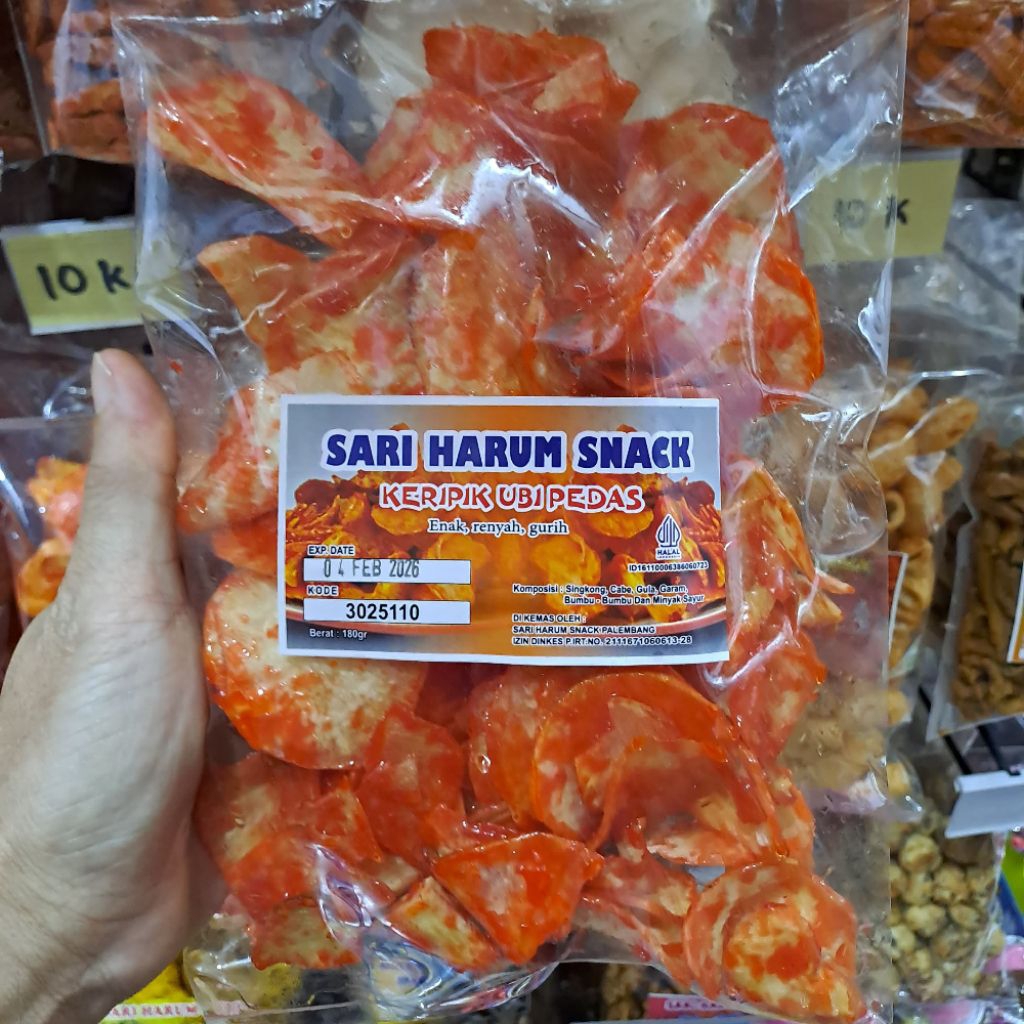 10 K
10 K
SARI HARUM SNACK
KERIPIK UBI PEDAS
Enak, renyah, gurih
EXP. DATE
04 FEB 2026
KODE
3025110
Berat : 180gr
HALAL
INDONESIA
ID16110006386060723
Komposisi : Singkong, Cabe, Gula, Garam,
Bumbu - Bumbu Dan Minyak Sayur
DI KEMAS OLEH :
SARI HARUM SNACK PALEMBANG
IZIN DINKES P.IRT:NO. 2111671060613-28